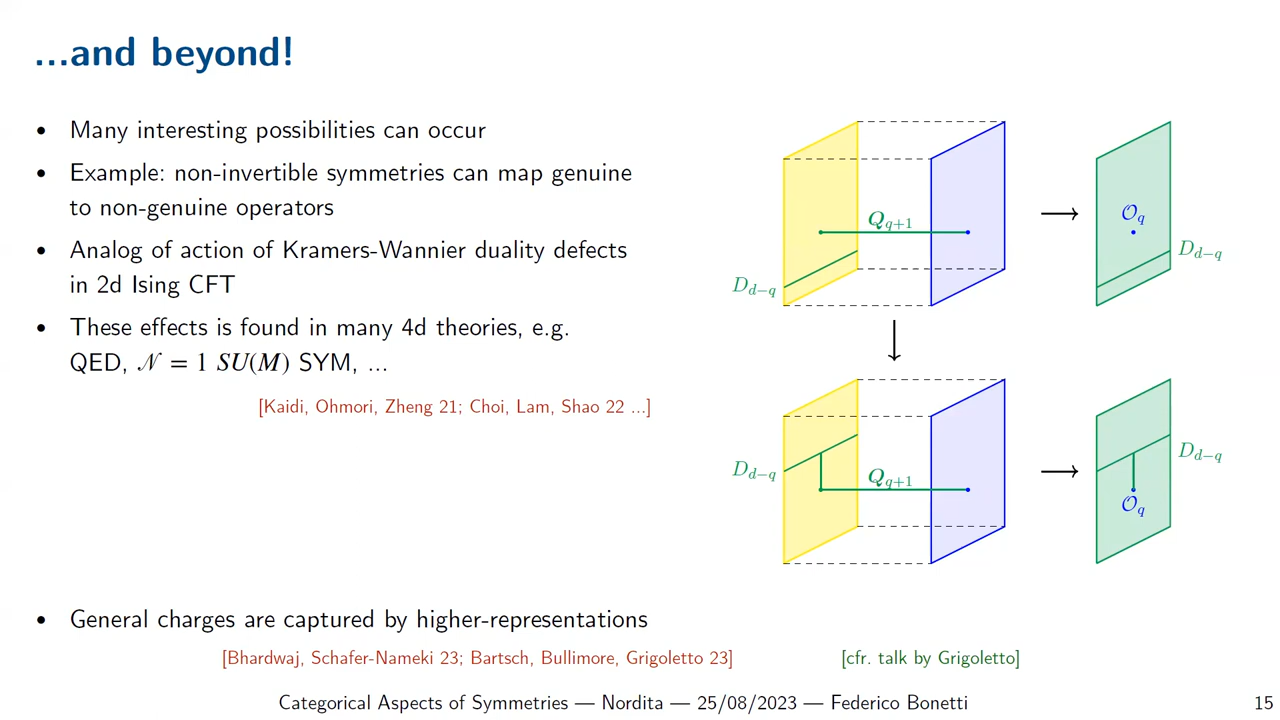 ...and beyond!
• Many interesting possibilities can occur
• Example: non-invertible symmetries can map genuine
to non-genuine operators
• Analog of action of Kramers-Wannier duality defects
in 2d Ising CFT
• These effects is found in many 4d theories, e.g.
QED, 𝒩 = 1 SU(M) SYM, ...
[Kaidi, Ohmori, Zheng 21; Choi, Lam, Shao 22 ...]
Q_{q+1}
D_{d−q}
→
𝒪_q
D_{d−q}
↓
D_{d−q}
Q_{q+1}
→
D_{d−q}
𝒪_q
• General charges are captured by higher-representations
[Bhardwaj, Schafer-Nameki 23; Bartsch, Bullimore, Grigoletto 23]
[cfr. talk by Grigoletto]
Categorical Aspects of Symmetries — Nordita — 25/08/2023 — Federico Bonetti
15